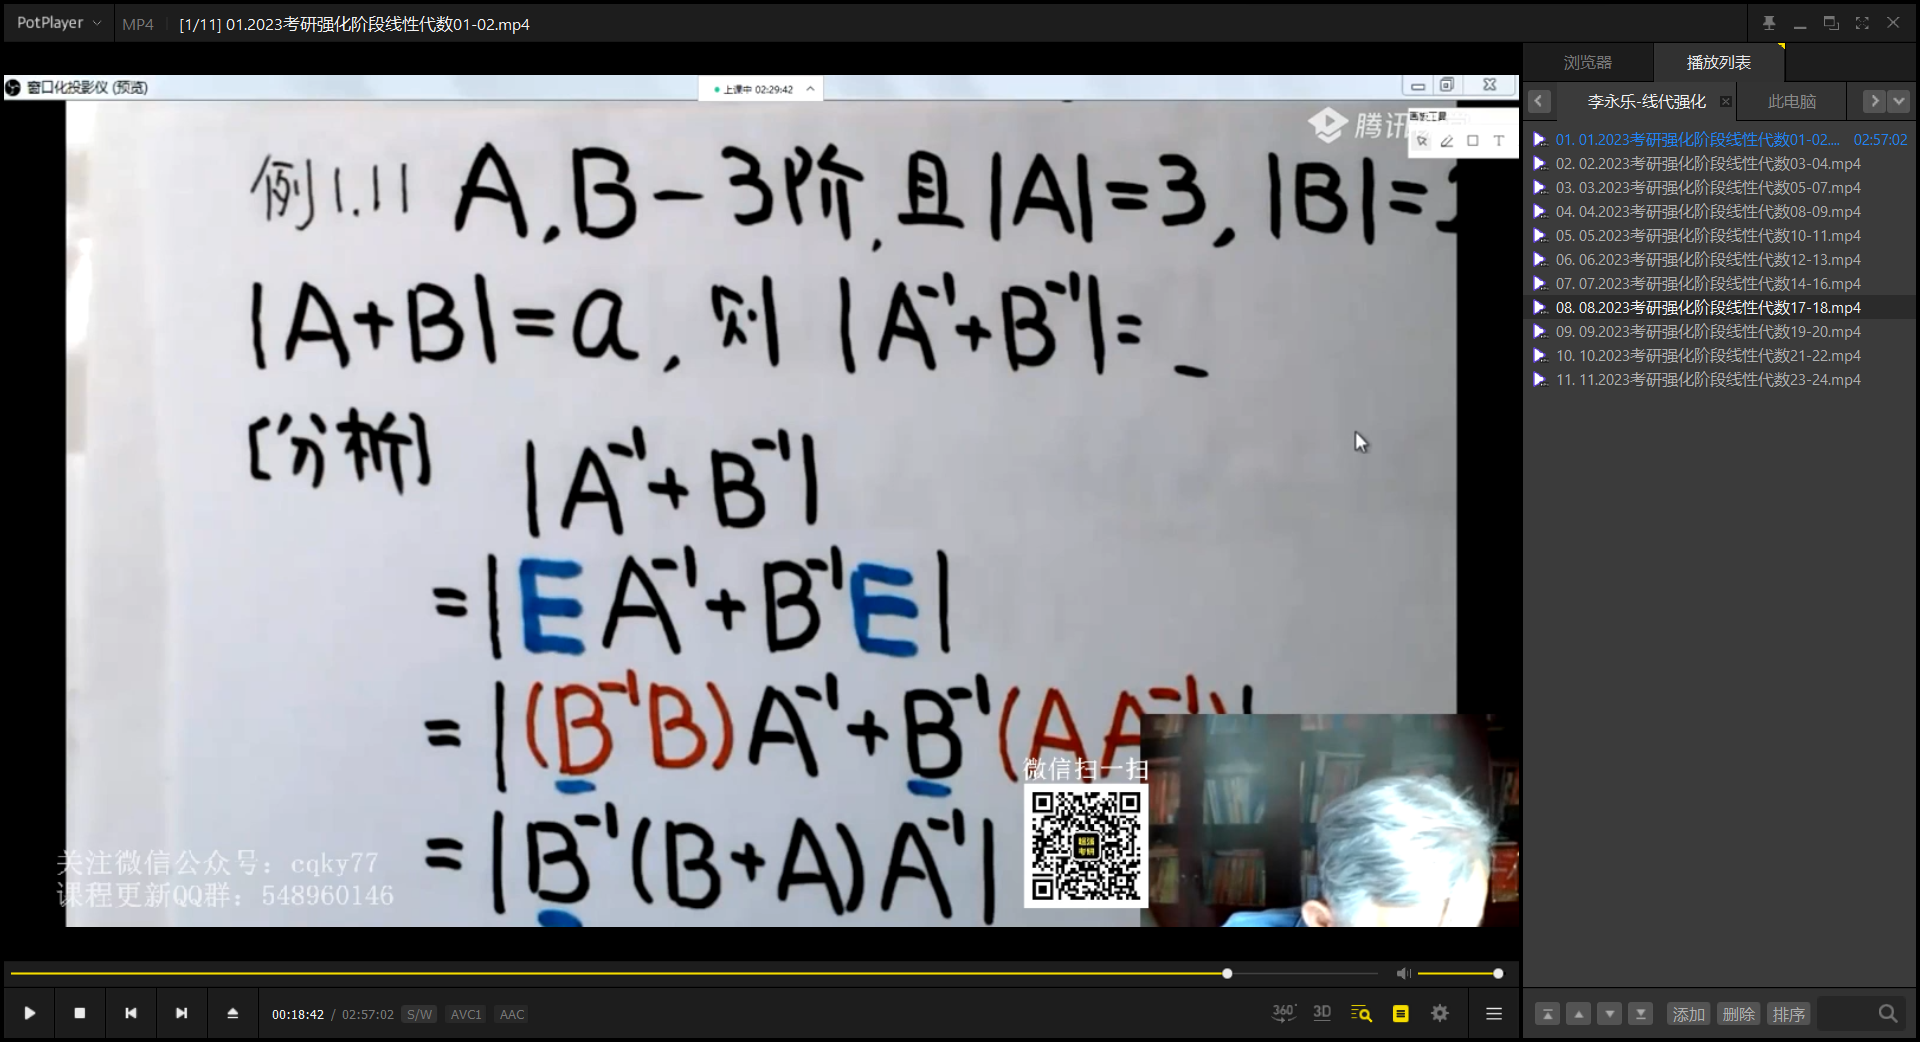 PotPlayer
MP4
[1/11] 01.2023考研强化阶段线性代数01-02.mp4
窗口化投影仪 (预览)
上课中 02:29:42
腾讯
画板工具
T
例1.11 A,B-3阶, 且|A|=3, |B|=
|A+B|=a, 则 |A⁻¹+B⁻¹|=_
[分析]
|A⁻¹+B⁻¹|
=|EA⁻¹+B⁻¹E|
=|(B⁻¹B)A⁻¹+B⁻¹(AA⁻¹)|
=|B⁻¹(B+A)A⁻¹|
微信扫一扫
关注微信公众号：cqky77
课程更新QQ群：548960146
00:18:42 / 02:57:02 S/W AVC1 AAC
360° 3D
浏览器
播放列表
李永乐-线代强化
此电脑
01. 01.2023考研强化阶段线性代数01-02.... 02:57:02
02. 02.2023考研强化阶段线性代数03-04.mp4
03. 03.2023考研强化阶段线性代数05-07.mp4
04. 04.2023考研强化阶段线性代数08-09.mp4
05. 05.2023考研强化阶段线性代数10-11.mp4
06. 06.2023考研强化阶段线性代数12-13.mp4
07. 07.2023考研强化阶段线性代数14-16.mp4
08. 08.2023考研强化阶段线性代数17-18.mp4
09. 09.2023考研强化阶段线性代数19-20.mp4
10. 10.2023考研强化阶段线性代数21-22.mp4
11. 11.2023考研强化阶段线性代数23-24.mp4
添加 删除 排序